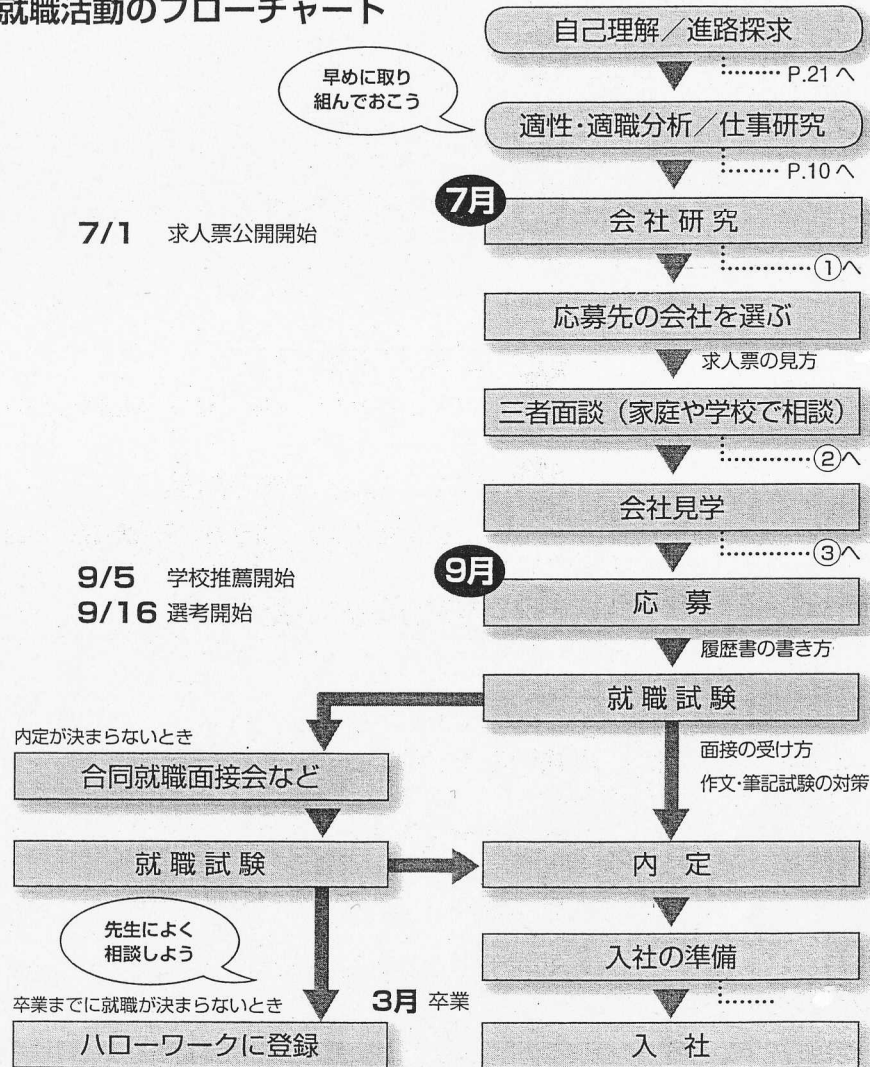 就職活動のフローチャート
自己理解／進路探求
P.21 へ
早めに取り
組んでおこう
適性・適職分析／仕事研究
P.10 へ
7月
7/1 求人票公開開始
会社研究
①へ
応募先の会社を選ぶ
求人票の見方
三者面談（家庭や学校で相談）
②へ
会社見学
③へ
9/5 学校推薦開始
9/16 選考開始
9月
応 募
履歴書の書き方
就職試験
内定が決まらないとき
合同就職面接会など
面接の受け方
作文・筆記試験の対策
就職試験
内 定
先生によく
相談しよう
入社の準備
卒業までに就職が決まらないとき
3月 卒業
ハローワークに登録
入 社